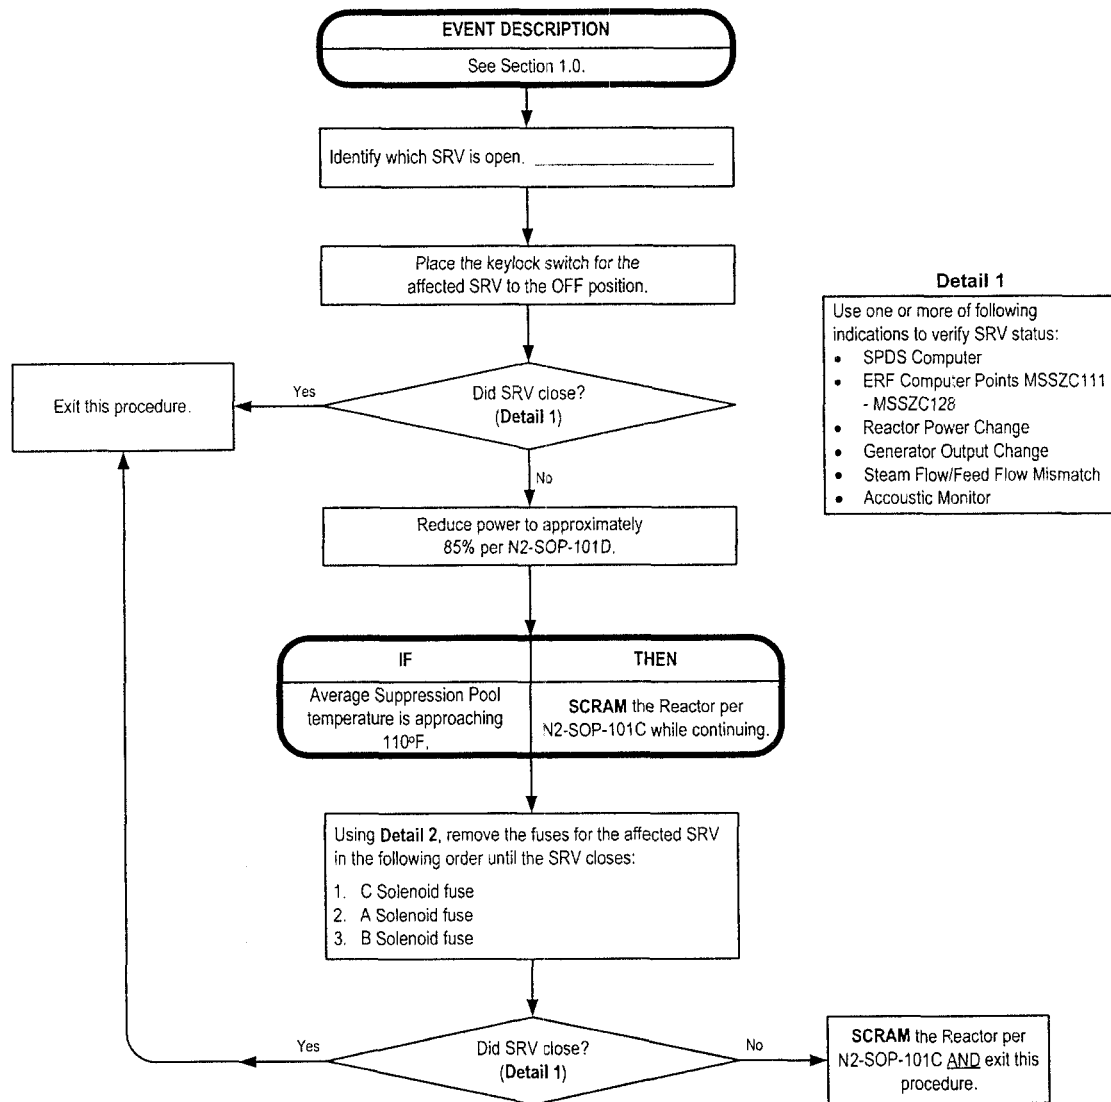 EVENT DESCRIPTION
See Section 1.0.
Identify which SRV is open. ____________________
Place the keylock switch for the
affected SRV to the OFF position.
Did SRV close?
(Detail 1)
Yes
Exit this procedure.
No
Detail 1
Use one or more of following
indications to verify SRV status:
• SPDS Computer
• ERF Computer Points MSSZC111
- MSSZC128
• Reactor Power Change
• Generator Output Change
• Steam Flow/Feed Flow Mismatch
• Accoustic Monitor
Reduce power to approximately
85% per N2-SOP-101D.
IF
THEN
Average Suppression Pool
temperature is approaching
110ºF.
SCRAM the Reactor per
N2-SOP-101C while continuing.
Using Detail 2, remove the fuses for the affected SRV
in the following order until the SRV closes:
1. C Solenoid fuse
2. A Solenoid fuse
3. B Solenoid fuse
Did SRV close?
(Detail 1)
Yes
No
SCRAM the Reactor per
N2-SOP-101C AND exit this
procedure.